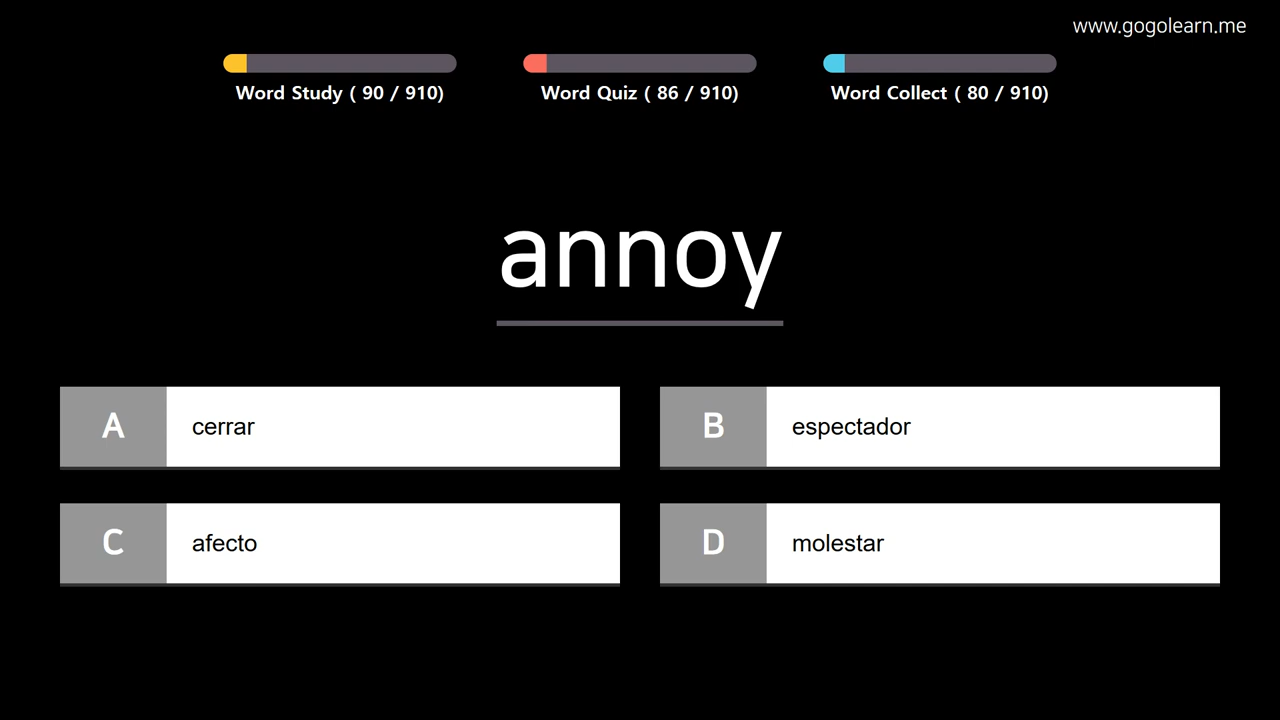 www.gogolearn.me
Word Study ( 90 / 910)
Word Quiz ( 86 / 910)
Word Collect ( 80 / 910)
annoy
A cerrar
B espectador
C afecto
D molestar